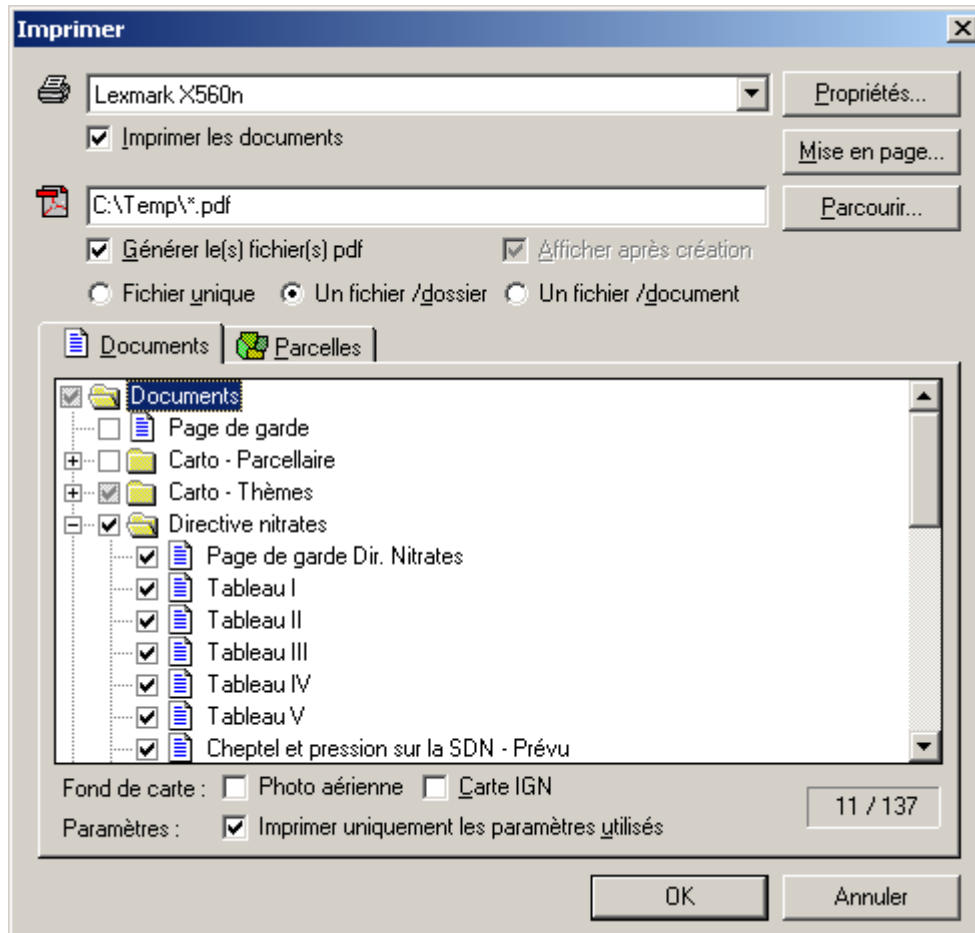 Imprimer
Lexmark X560n
Propriétés...
Imprimer les documents
Mise en page...
C:\Temp\*.pdf
Parcourir...
Générer le(s) fichier(s) pdf Afficher après création
Fichier unique Un fichier /dossier Un fichier /document
Documents Parcelles
Documents
Page de garde
Carto - Parcellaire
Carto - Thèmes
Directive nitrates
Page de garde Dir. Nitrates
Tableau I
Tableau II
Tableau III
Tableau IV
Tableau V
Cheptel et pression sur la SDN - Prévu
Fond de carte : Photo aérienne Carte IGN
11 / 137
Paramètres : Imprimer uniquement les paramètres utilisés
OK Annuler